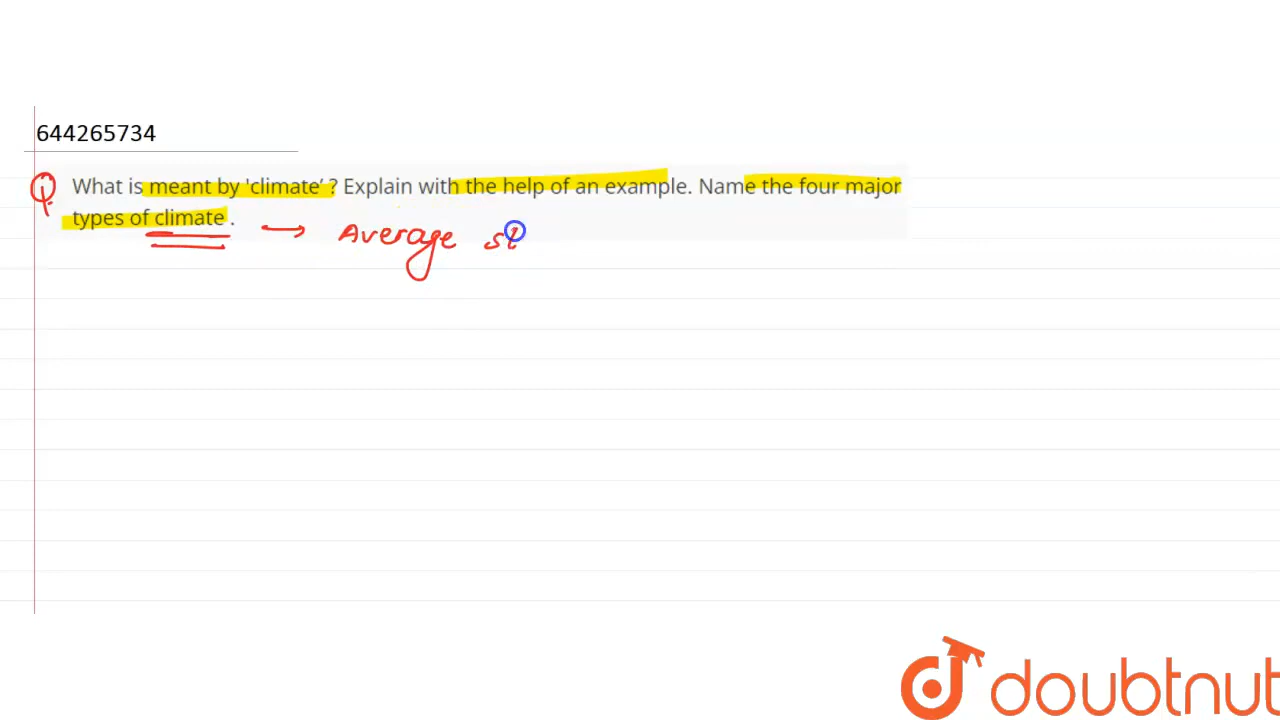 644265734
Q. What is meant by 'climate' ? Explain with the help of an example. Name the four major
types of climate .
→ Average st
doubtnut